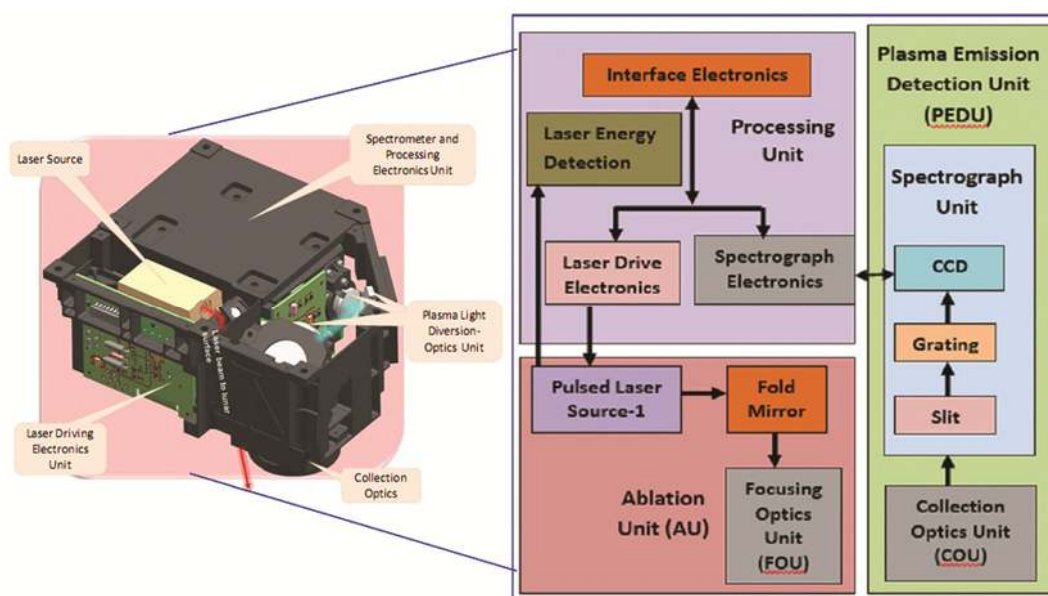 Laser Source
Spectrometer and
Processing
Electronics Unit
Plasma Light
Diversion-
Optics Unit
Laser beam to lunar
surface
Laser Driving
Electronics
Unit
Collection
Optics
Interface Electronics
Laser Energy
Detection
Processing
Unit
Laser Drive
Electronics
Spectrograph
Electronics
Pulsed Laser
Source-1
Fold
Mirror
Ablation
Unit (AU)
Focusing
Optics
Unit
(FOU)
Plasma Emission
Detection Unit
(PEDU)
Spectrograph
Unit
CCD
Grating
Slit
Collection
Optics Unit
(COU)